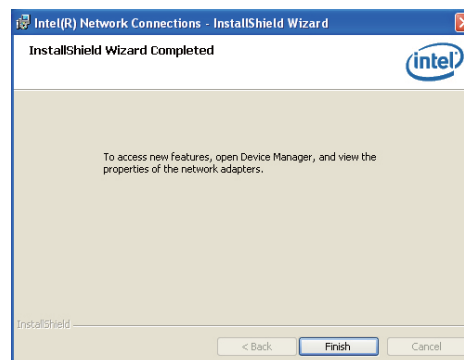 Intel(R) Network Connections - InstallShield Wizard
InstallShield Wizard Completed
intel
To access new features, open Device Manager, and view the
properties of the network adapters.
InstallShield
< Back
Finish
Cancel